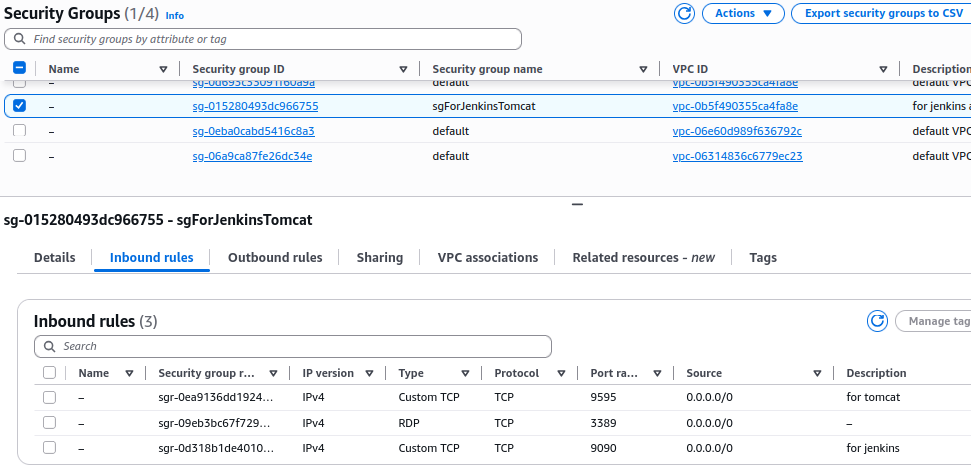 Security Groups (1/4) Info
Actions
Export security groups to CSV
Find security groups by attribute or tag
Name Security group ID Security group name VPC ID Description
sg-0d693c33091f60a9a vpc-0b5f490355ca4fa8e
– sg-015280493dc966755 sgForJenkinsTomcat vpc-0b5f490355ca4fa8e for jenkins a
– sg-0eba0cabd5416c8a3 default vpc-06e60d989f636792c default VPC
– sg-06a9ca87fe26dc34e default vpc-06314836c6779ec23 default VPC
sg-015280493dc966755 - sgForJenkinsTomcat
Details Inbound rules Outbound rules Sharing VPC associations Related resources - new Tags
Inbound rules (3)
Manage tag
Search
Name Security group r... IP version Type Protocol Port ra... Source Description
– sgr-0ea9136dd1924... IPv4 Custom TCP TCP 9595 0.0.0.0/0 for tomcat
– sgr-09eb3bc67f729... IPv4 RDP TCP 3389 0.0.0.0/0 –
– sgr-0d318b1de4010... IPv4 Custom TCP TCP 9090 0.0.0.0/0 for jenkins